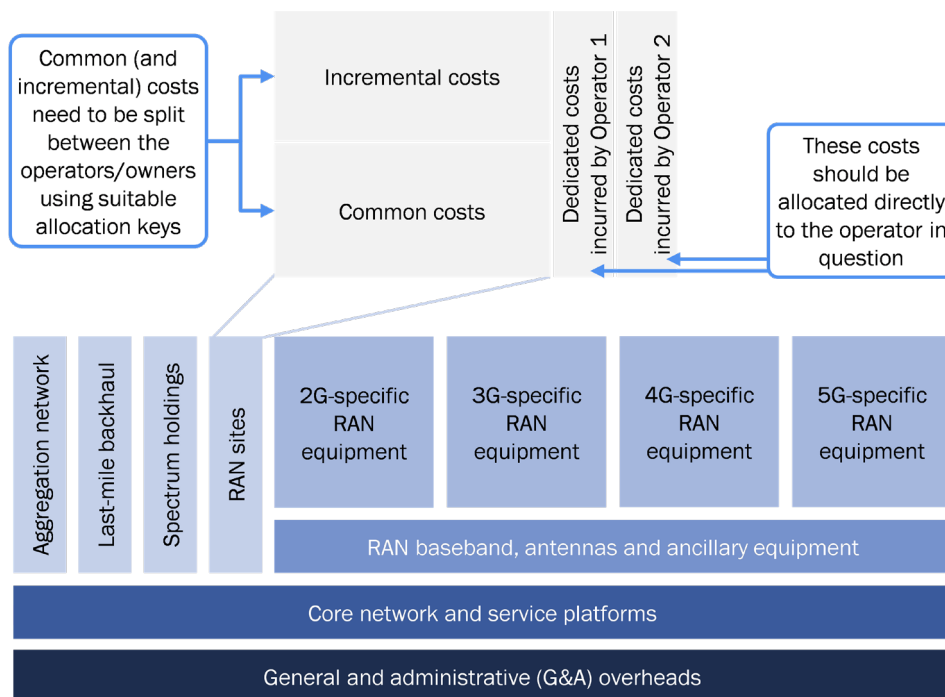 Common (and
incremental) costs
need to be split
between the
operators/owners
using suitable
allocation keys
Incremental costs
Common costs
Dedicated costs
incurred by Operator 1
Dedicated costs
incurred by Operator 2
These costs
should be
allocated directly
to the operator in
question
Aggregation network
Last-mile backhaul
Spectrum holdings
RAN sites
2G-specific
RAN
equipment
3G-specific
RAN
equipment
4G-specific
RAN
equipment
5G-specific
RAN
equipment
RAN baseband, antennas and ancillary equipment
Core network and service platforms
General and administrative (G&A) overheads